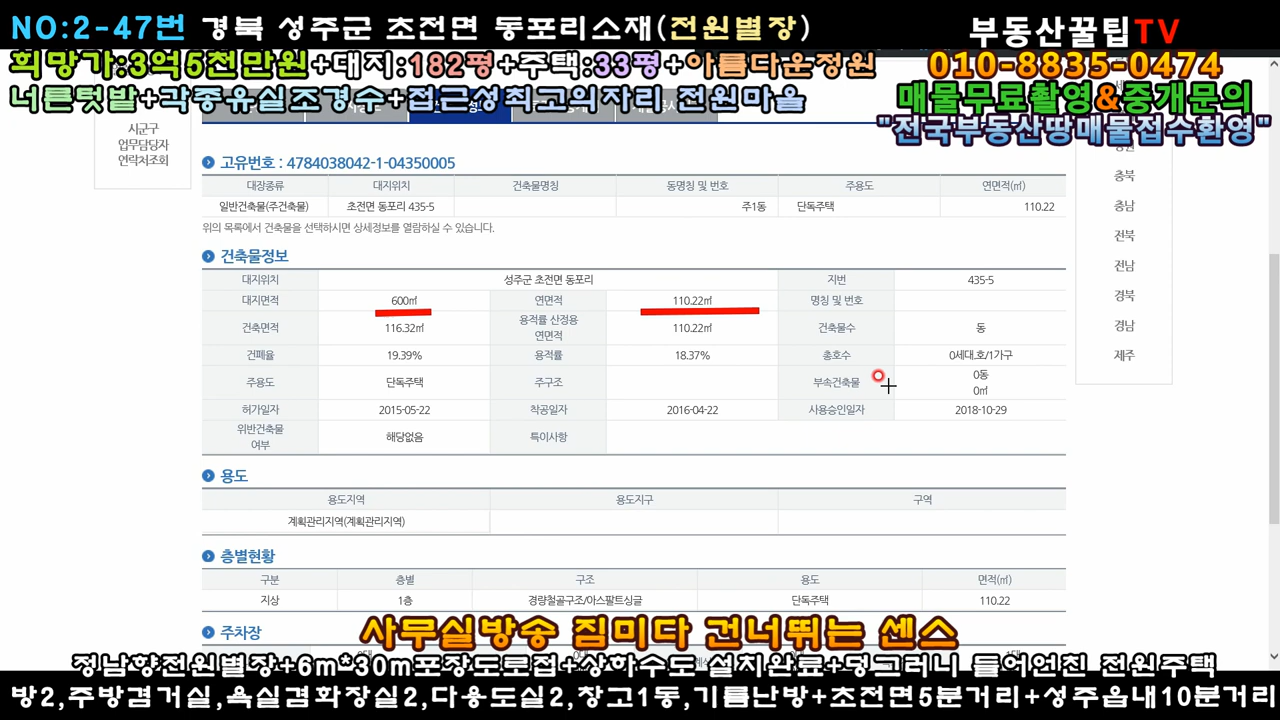 NO:2-47번 경북 성주군 초전면 동포리소재(전원별장)
부동산꿀팁TV
희망가:3억5천만원+대지:182평+주택:33평+아름다운정원
010-8835-0474
너른텃밭+각종유실조경수+접근성최고의자리 전원마을
매물무료촬영&중개문의
"전국부동산땅매물접수환영"
시군구
업무담당자
연락처조회
충북
충남
전북
전남
경북
경남
제주
고유번호 : 4784038042-1-04350005
대장종류 대지위치 건축물명칭 동명칭 및 번호 주용도 연면적(㎡)
일반건축물(주건축물) 초전면 동포리 435-5 주1동 단독주택 110.22
위의 목록에서 건축물을 선택하시면 상세정보를 열람하실 수 있습니다.
건축물정보
대지위치 성주군 초전면 동포리 지번 435-5
대지면적 600㎡ 연면적 110.22㎡ 명칭 및 번호
건축면적 116.32㎡ 용적률 산정용 연면적 110.22㎡ 건축물수 동
건폐율 19.39% 용적률 18.37% 총호수 0세대.호/1가구
주용도 단독주택 주구조 부속건축물 0동 0㎡
허가일자 2015-05-22 착공일자 2016-04-22 사용승인일자 2018-10-29
위반건축물 여부 해당없음 특이사항
용도
용도지역 용도지구 구역
계획관리지역(계획관리지역)
층별현황
구분 층별 구조 용도 면적(㎡)
지상 1층 경량철골구조/아스팔트싱글 단독주택 110.22
주차장
사무실방송 짐미다 건너뛰는 센스
정남향전원별장+6m*30m포장도로접+상하수도 설치완료+덩그러니 들어언친 전원주택
방2,주방겸거실,욕실겸화장실2,다용도실2,창고1동,기름난방+초전면5분거리+성주읍내10분거리